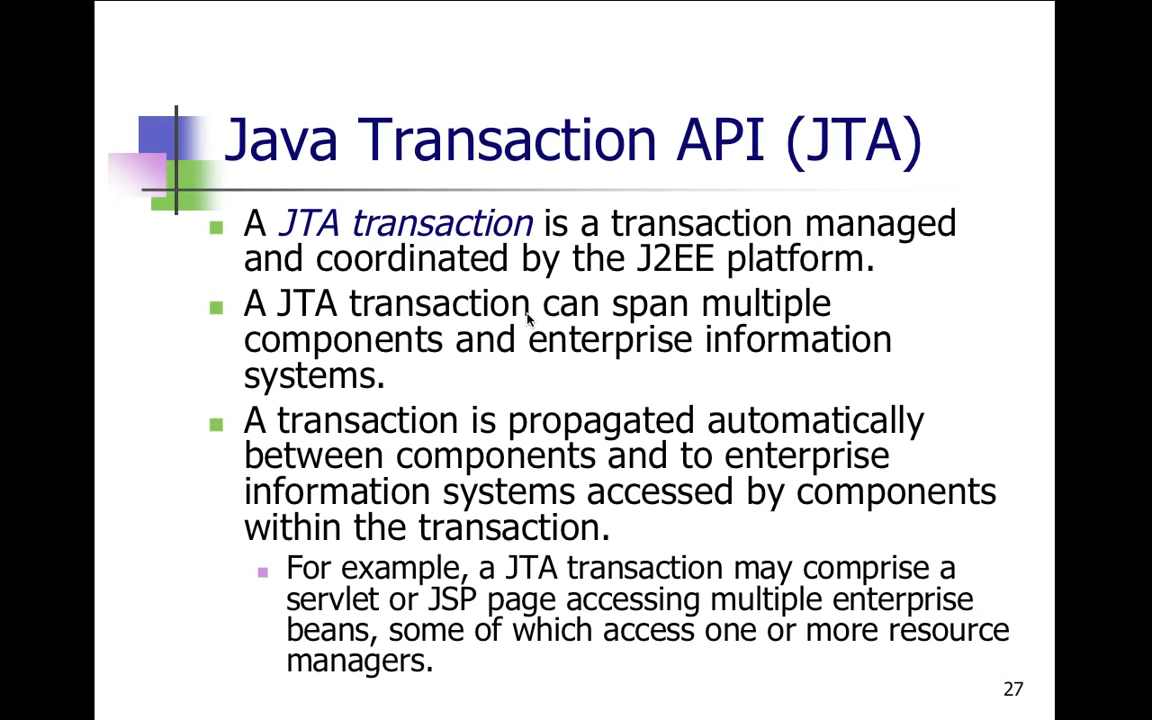 Java Transaction API (JTA)
A JTA transaction is a transaction managed
and coordinated by the J2EE platform.
A JTA transaction can span multiple
components and enterprise information
systems.
A transaction is propagated automatically
between components and to enterprise
information systems accessed by components
within the transaction.
For example, a JTA transaction may comprise a
servlet or JSP page accessing multiple enterprise
beans, some of which access one or more resource
managers.
27